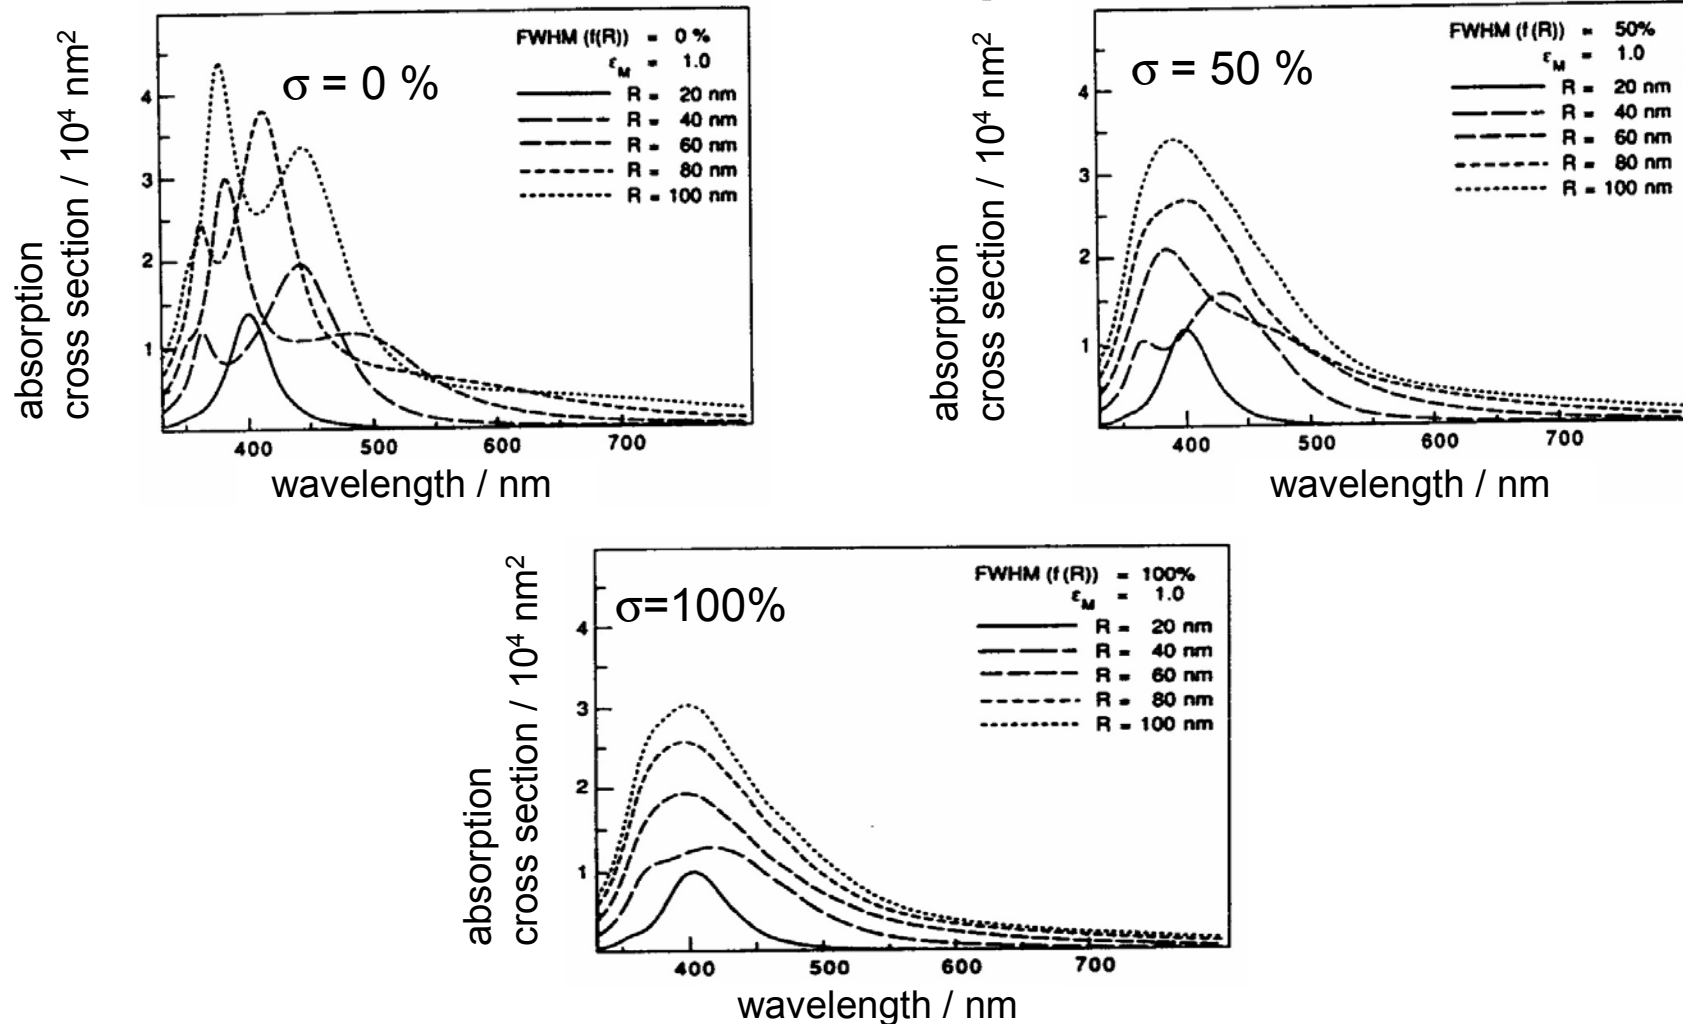 FWHM (f(R)) = 0 %
εM = 1.0
σ = 0 %
R = 20 nm
R = 40 nm
R = 60 nm
R = 80 nm
R = 100 nm
4
3
2
1
400 500 600 700
absorption
cross section / 10⁴ nm²
wavelength / nm
FWHM (f(R)) = 50%
εM = 1.0
σ = 50 %
R = 20 nm
R = 40 nm
R = 60 nm
R = 80 nm
R = 100 nm
4
3
2
1
400 500 600 700
absorption
cross section / 10⁴ nm²
wavelength / nm
FWHM (f(R)) = 100%
εM = 1.0
σ=100%
R = 20 nm
R = 40 nm
R = 60 nm
R = 80 nm
R = 100 nm
4
3
2
1
400 500 600 700
absorption
cross section / 10⁴ nm²
wavelength / nm